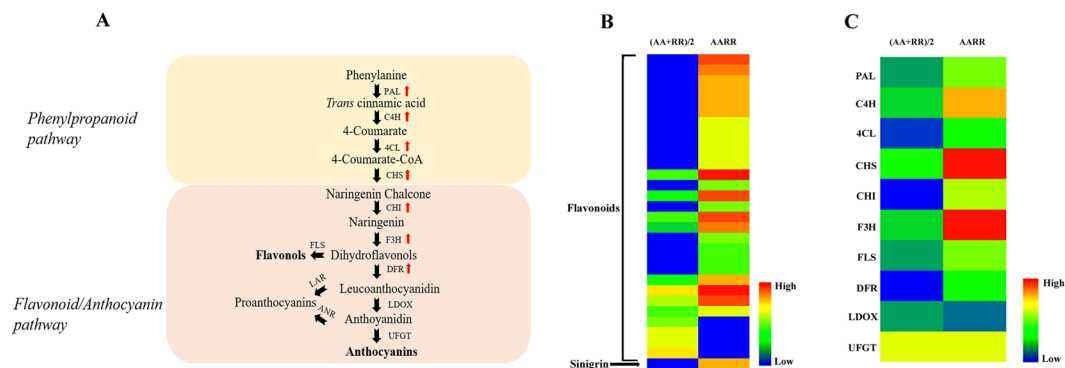 A
Phenylpropanoid
pathway
Phenylanine
PAL
Trans cinnamic acid
C4H
4-Coumarate
4CL
4-Coumarate-CoA
CHS
Naringenin Chalcone
CHI
Naringenin
F3H
FLS
Flavonols
Dihydroflavonols
DFR
LAR
Leucoanthocyanidin
Flavonoid/Anthocyanin
pathway
Proanthocyanins
LDOX
ANR
Anthoyanidin
UFGT
Anthocyanins
B
(AA+RR)/2 AARR
Flavonoids
Sinigrin
High
Low
C
(AA+RR)/2 AARR
PAL
C4H
4CL
CHS
CHI
F3H
FLS
DFR
LDOX
UFGT
High
Low